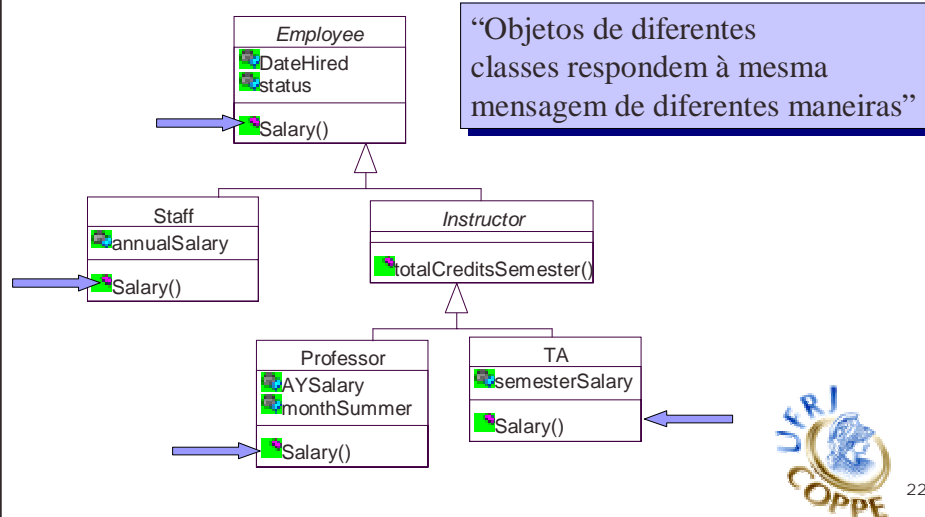 Employee
DateHired
status
Salary()
“Objetos de diferentes
classes respondem à mesma
mensagem de diferentes maneiras”
Staff
annualSalary
Salary()
Instructor
totalCreditsSemester()
Professor
AYSalary
monthSummer
Salary()
TA
semesterSalary
Salary()
UFRJ
COPPE
22